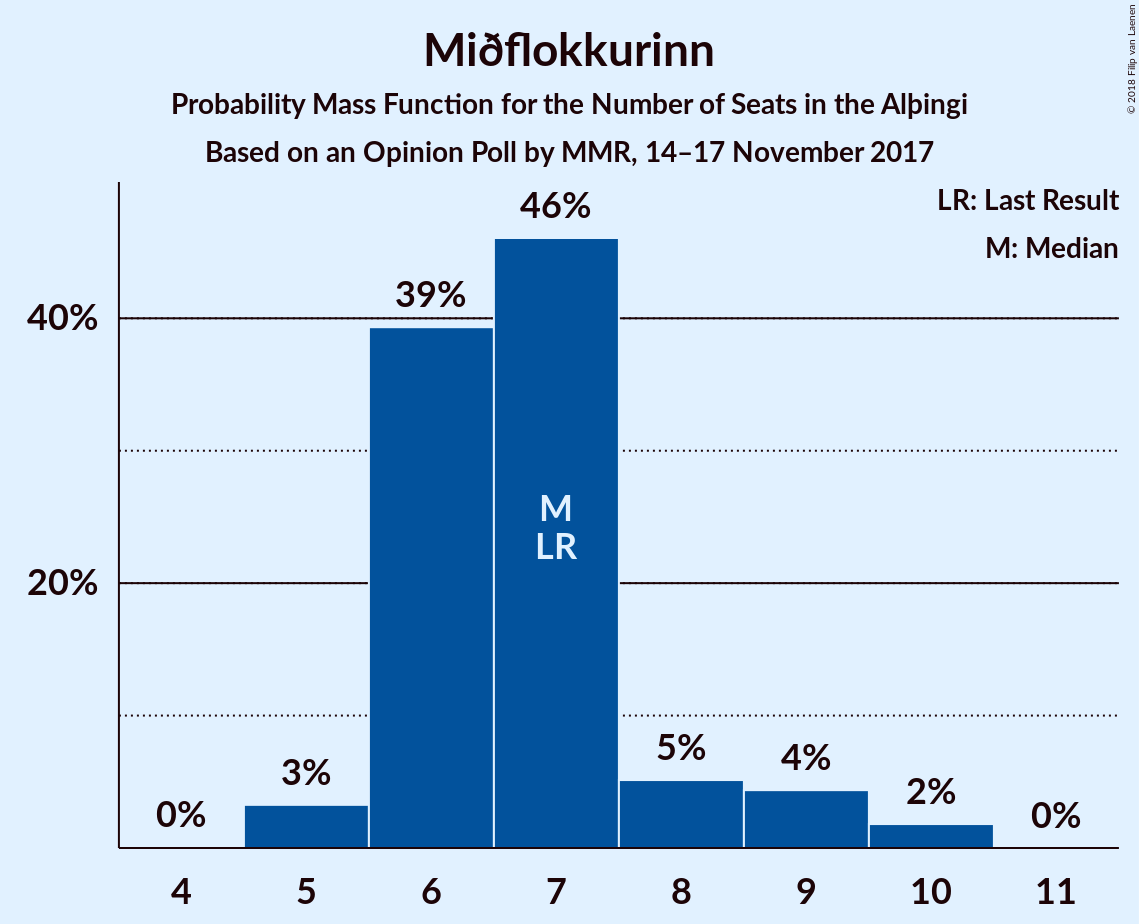 Miðflokkurinn
Probability Mass Function for the Number of Seats in the Alþingi
Based on an Opinion Poll by MMR, 14–17 November 2017
© 2018 Filip van Laenen
LR: Last Result
M: Median
40%
20%
0%
3%
39%
46%
5%
4%
2%
0%
M
LR
4
5
6
7
8
9
10
11